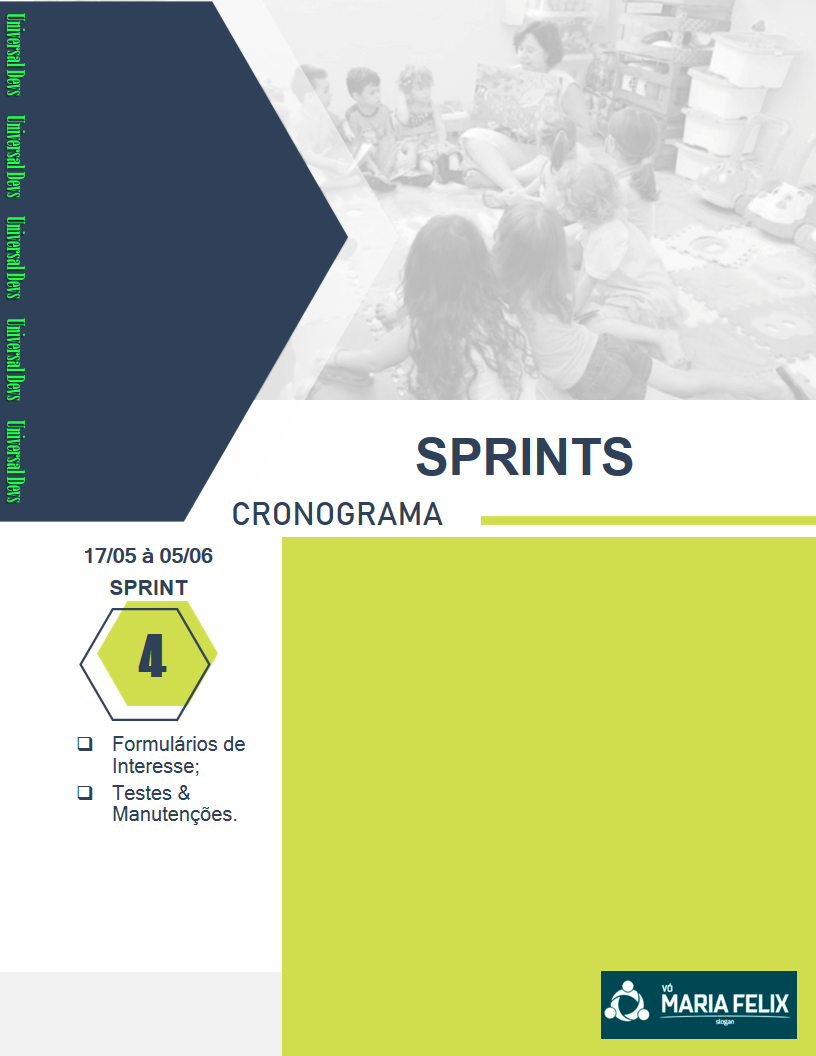 Universal Devs
Universal Devs
Universal Devs
Universal Devs
Universal Devs
SPRINTS
CRONOGRAMA
17/05 à 05/06
SPRINT
4
Formulários de
Interesse;
Testes &
Manutenções.
VÓ
MARIA FELIX
slogan